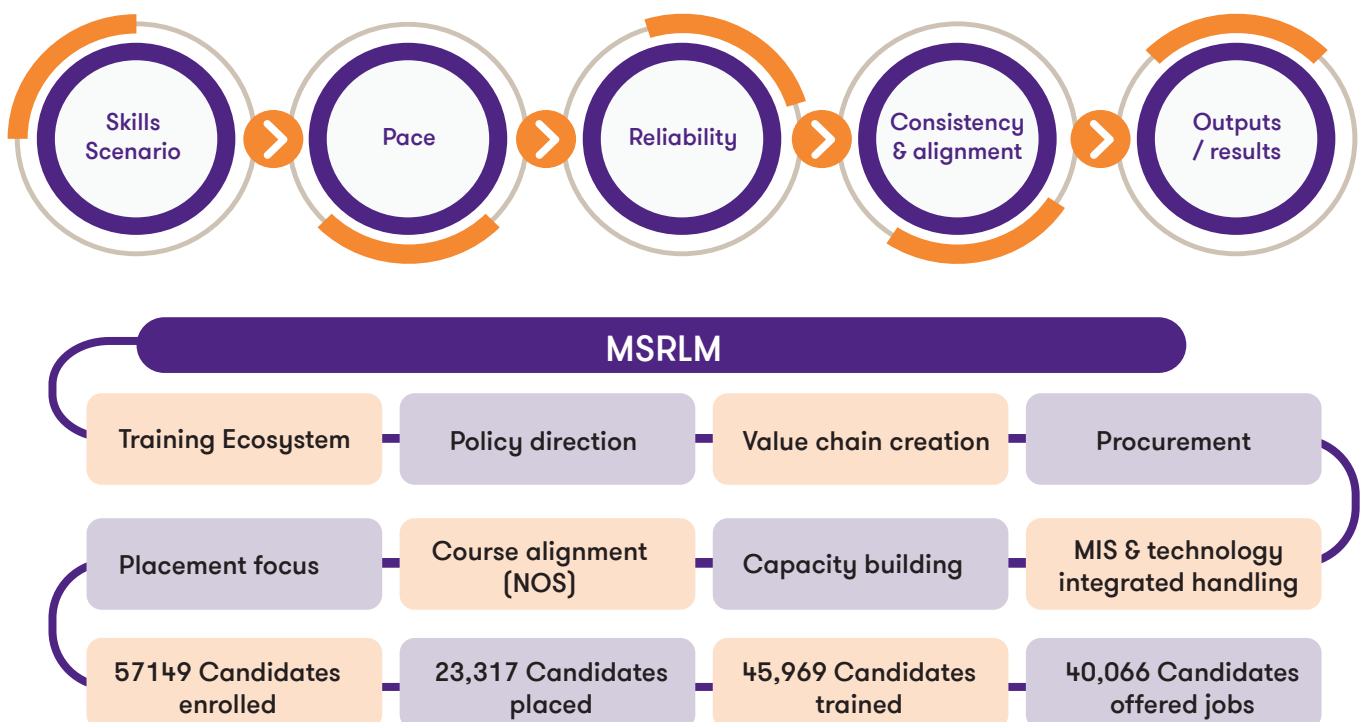 Skills
Scenario
Pace
Reliability
Consistency
& alignment
Outputs
/ results
MSRLM
Training Ecosystem
Policy direction
Value chain creation
Procurement
Placement focus
Course alignment
(NOS)
Capacity building
MIS & technology
integrated handling
57149 Candidates
enrolled
23,317 Candidates
placed
45,969 Candidates
trained
40,066 Candidates
offered jobs